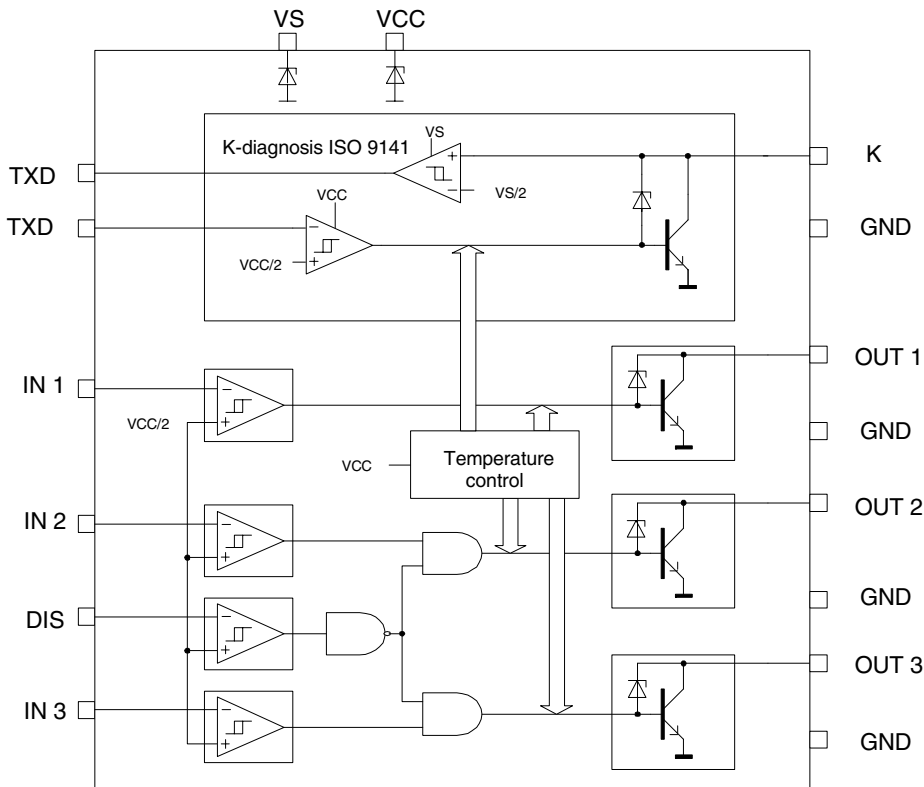 VS
VCC
K-diagnosis ISO 9141
VS
+
−
VS/2
K
TXD
TXD
VCC
−
+
VCC/2
GND
IN 1
−
+
VCC/2
OUT 1
GND
VCC
Temperature
control
IN 2
−
+
OUT 2
GND
DIS
−
+
OUT 3
IN 3
−
+
GND